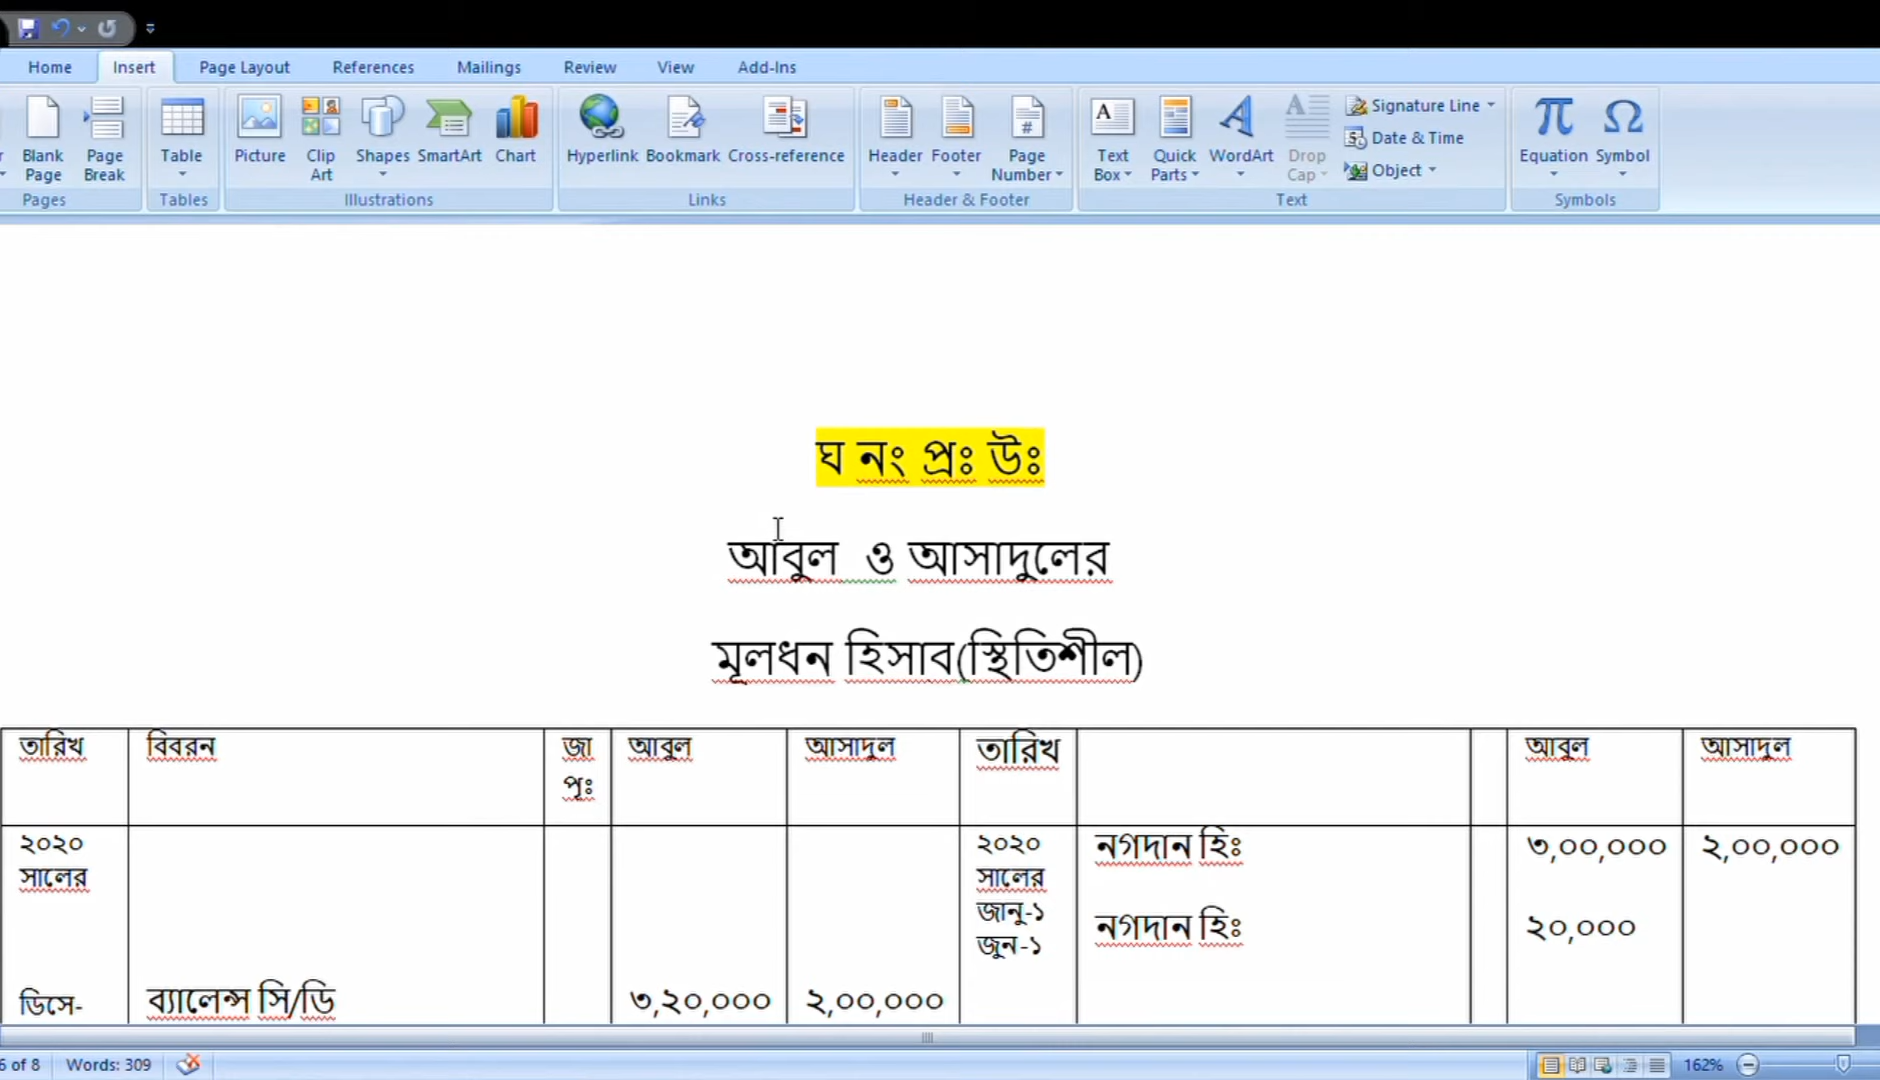 Home Insert Page Layout References Mailings Review View Add-Ins
Blank Page
Page Break
Table
Picture
Clip Art
Shapes
SmartArt
Chart
Hyperlink
Bookmark
Cross-reference
Header
Footer
Page Number
Text Box
Quick Parts
WordArt
Drop Cap
Signature Line
Date & Time
Object
Equation
Symbol
Pages Tables Illustrations Links Header & Footer Text Symbols
ঘ নং প্রঃ উঃ
আবুল ও আসাদুলের
মূলধন হিসাব(স্থিতিশীল)
তারিখ বিবরন জা পৃঃ আবুল আসাদুল তারিখ আবুল আসাদুল
২০২০ ২০২০ নগদান হিঃ ৩,০০,০০০ ২,০০,০০০
সালের সালের
জানু-১ নগদান হিঃ ২০,০০০
জুন-১
ডিসে- ব্যালেন্স সি/ডি ৩,২০,০০০ ২,০০,০০০
6 of 8 Words: 309 162%